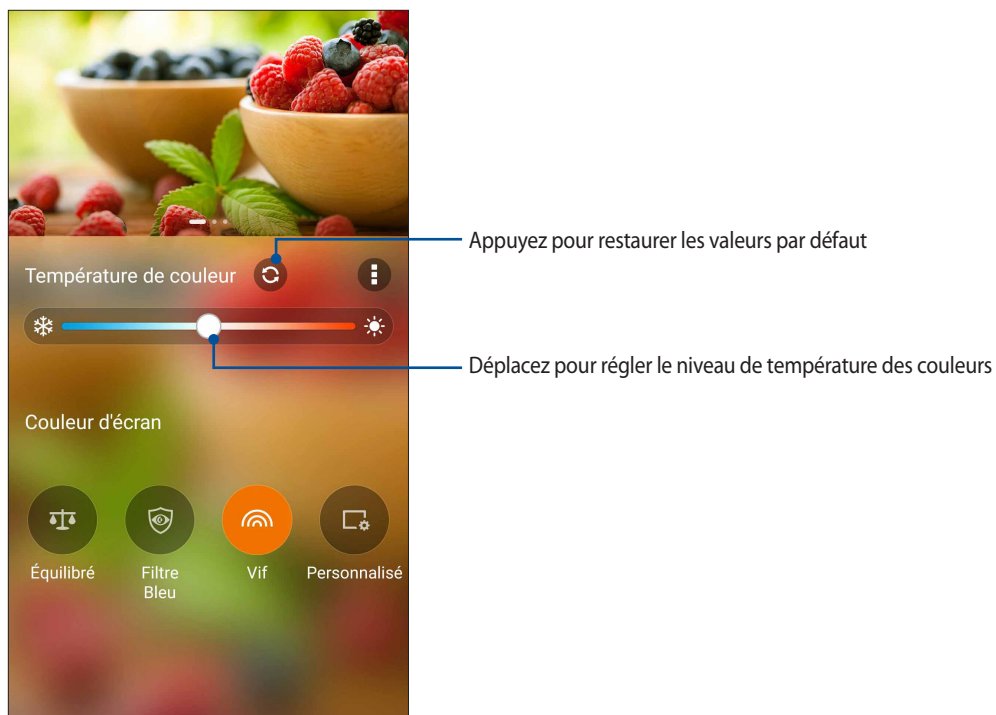 Appuyez pour restaurer les valeurs par défaut
Température de couleur
Déplacez pour régler le niveau de température des couleurs
Couleur d'écran
Équilibré
Filtre
Bleu
Vif
Personnalisé